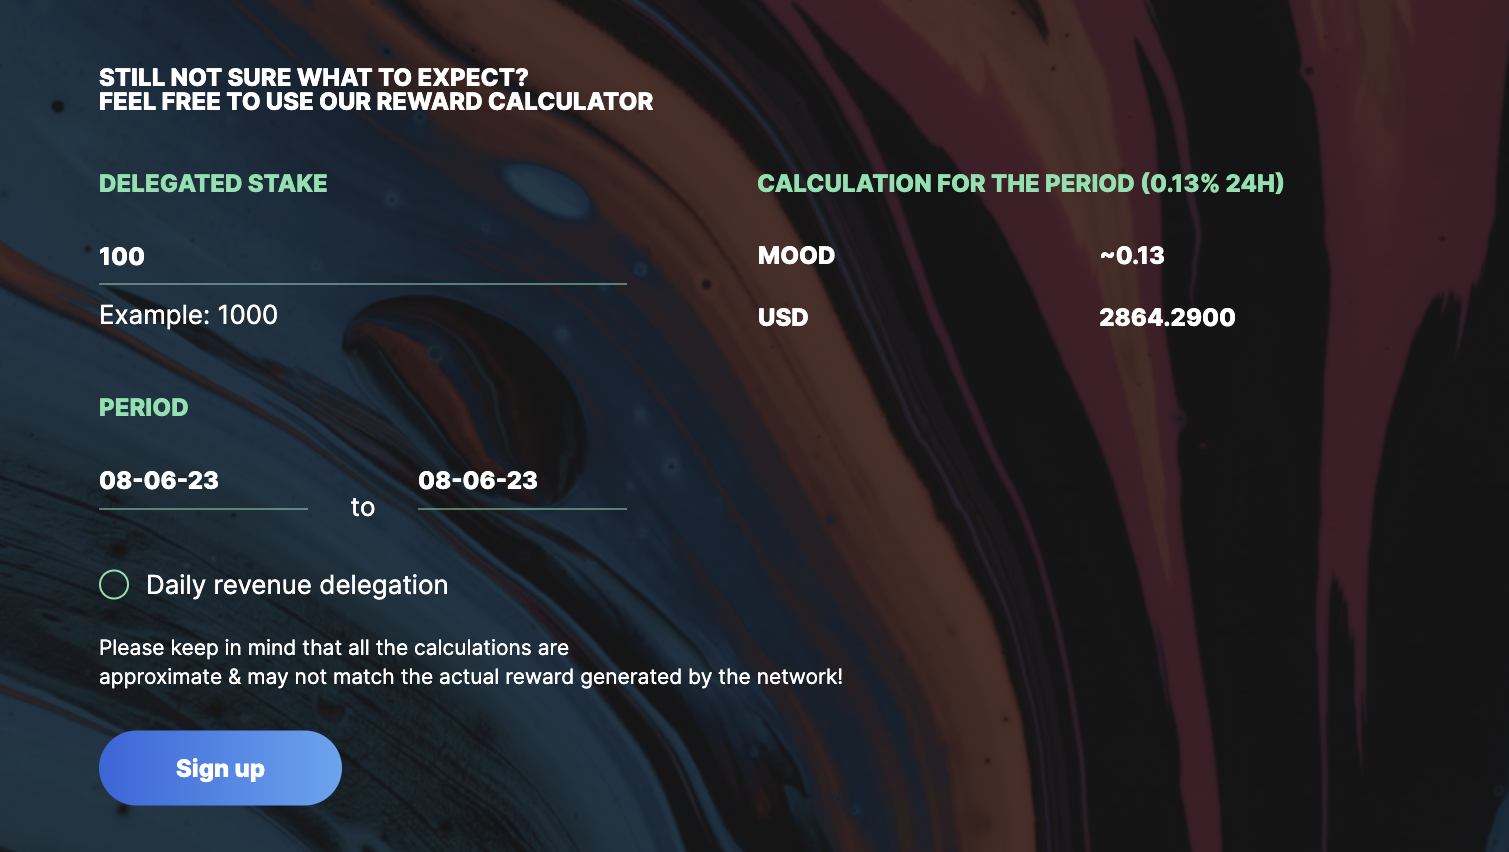 STILL NOT SURE WHAT TO EXPECT?
FEEL FREE TO USE OUR REWARD CALCULATOR
DELEGATED STAKE
100
Example: 1000
PERIOD
08-06-23 to 08-06-23
Daily revenue delegation
Please keep in mind that all the calculations are
approximate & may not match the actual reward generated by the network!
Sign up
CALCULATION FOR THE PERIOD (0.13% 24H)
MOOD ~0.13
USD 2864.2900